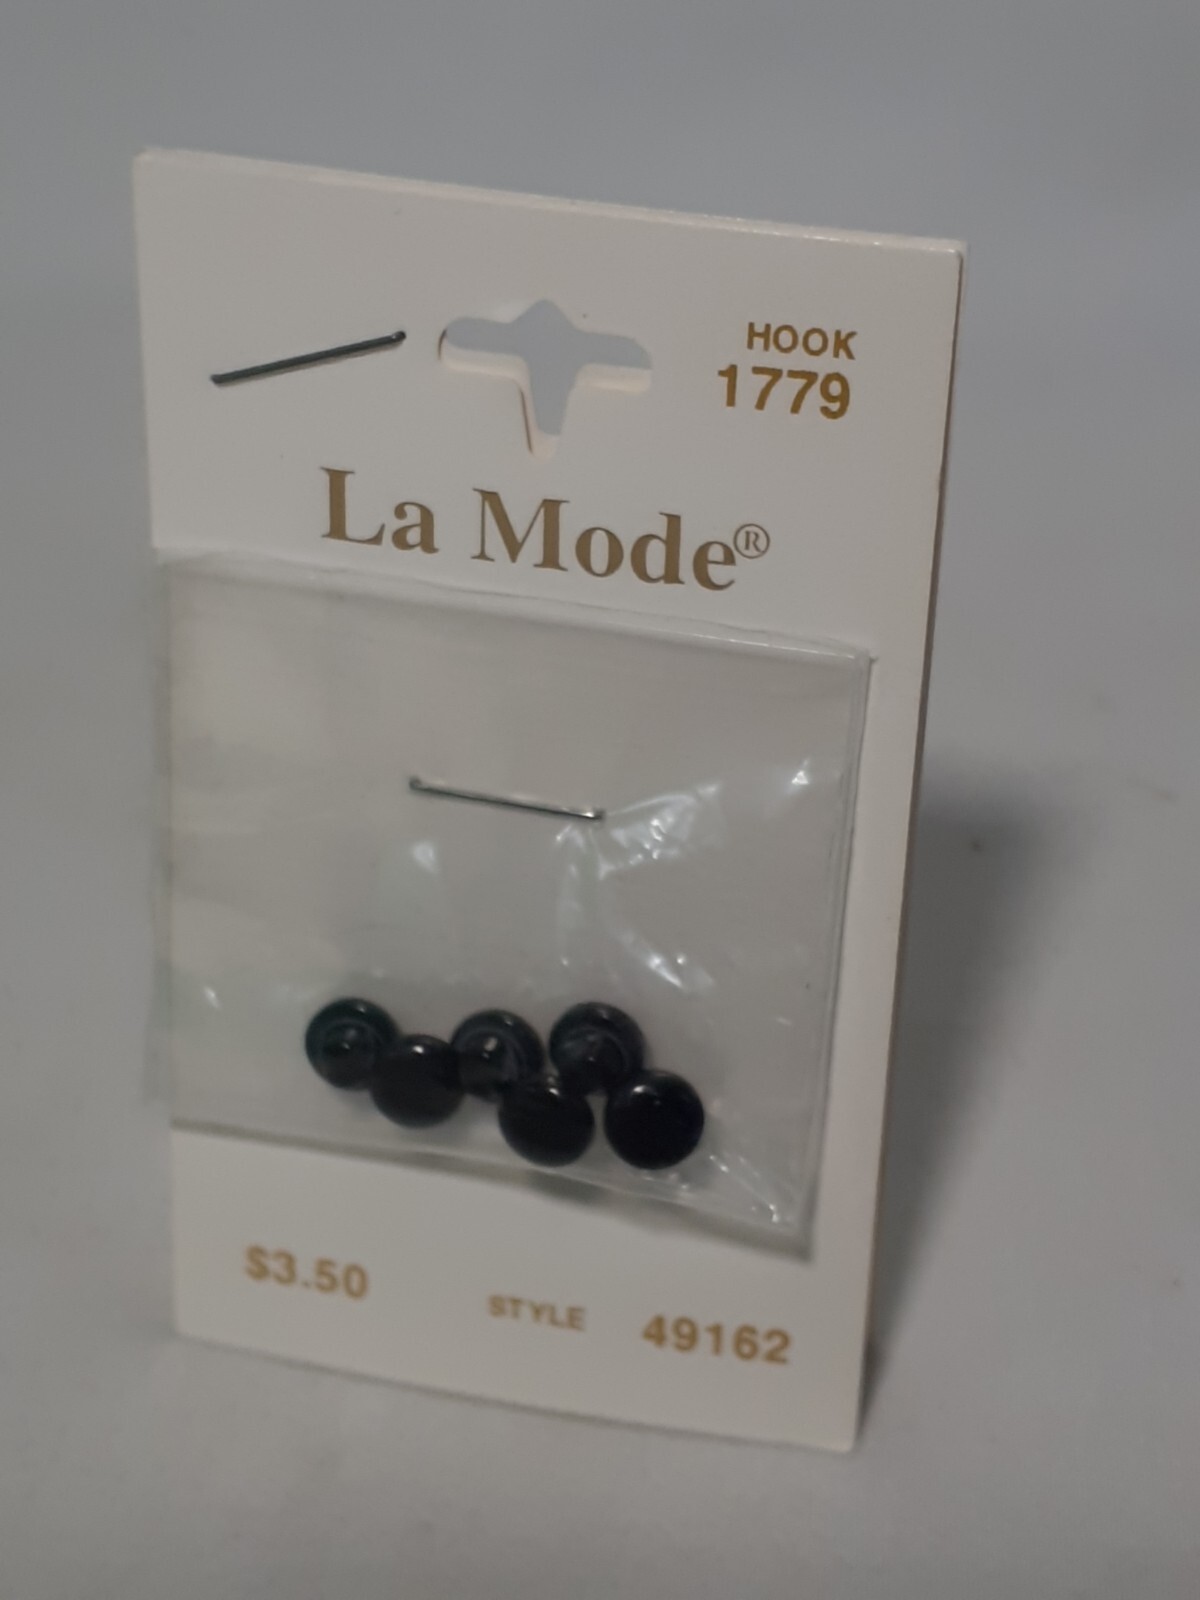 HOOK
1779
La Mode®
$3.50 STYLE 49162